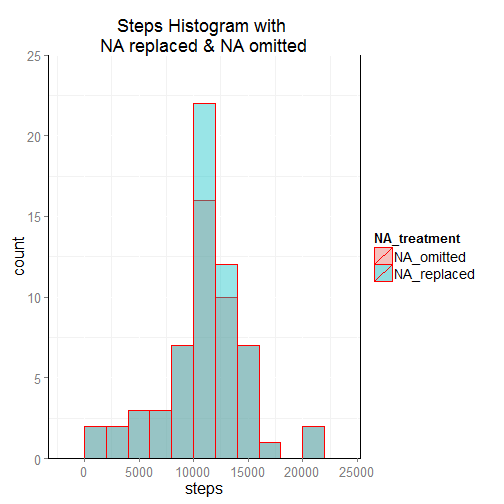 Steps Histogram with
NA replaced & NA omitted
25
20
15
10
5
0
count
0 5000 10000 15000 20000 25000
steps
NA_treatment
NA_omitted
NA_replaced